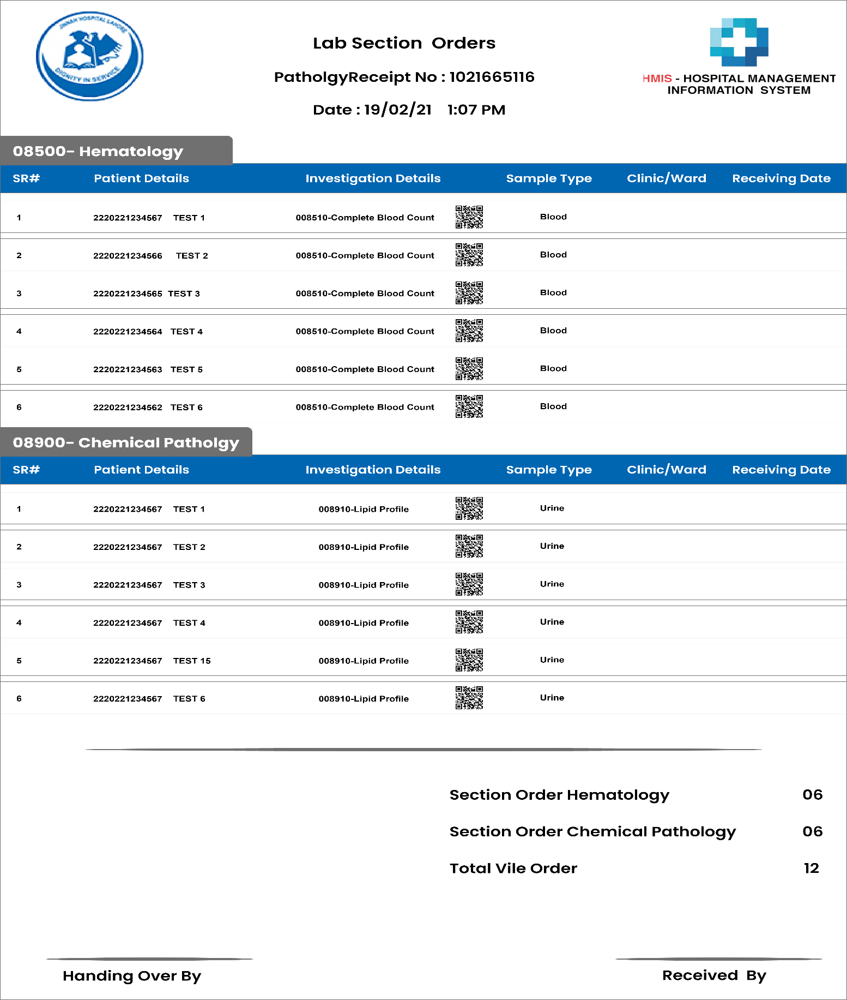 JINNAH HOSPITAL LAHORE
DIGNITY IN SERVICE
Lab Section Orders
PatholgyReceipt No : 1021665116
Date : 19/02/21 1:07 PM
HMIS - HOSPITAL MANAGEMENT
INFORMATION SYSTEM
08500- Hematology
SR# Patient Details Investigation Details Sample Type Clinic/Ward Receiving Date
1 2220221234567 TEST 1 008510-Complete Blood Count Blood
2 2220221234566 TEST 2 008510-Complete Blood Count Blood
3 2220221234565 TEST 3 008510-Complete Blood Count Blood
4 2220221234564 TEST 4 008510-Complete Blood Count Blood
5 2220221234563 TEST 5 008510-Complete Blood Count Blood
6 2220221234562 TEST 6 008510-Complete Blood Count Blood
08900- Chemical Patholgy
SR# Patient Details Investigation Details Sample Type Clinic/Ward Receiving Date
1 2220221234567 TEST 1 008910-Lipid Profile Urine
2 2220221234567 TEST 2 008910-Lipid Profile Urine
3 2220221234567 TEST 3 008910-Lipid Profile Urine
4 2220221234567 TEST 4 008910-Lipid Profile Urine
5 2220221234567 TEST 15 008910-Lipid Profile Urine
6 2220221234567 TEST 6 008910-Lipid Profile Urine
Section Order Hematology 06
Section Order Chemical Pathology 06
Total Vile Order 12
Handing Over By
Received By